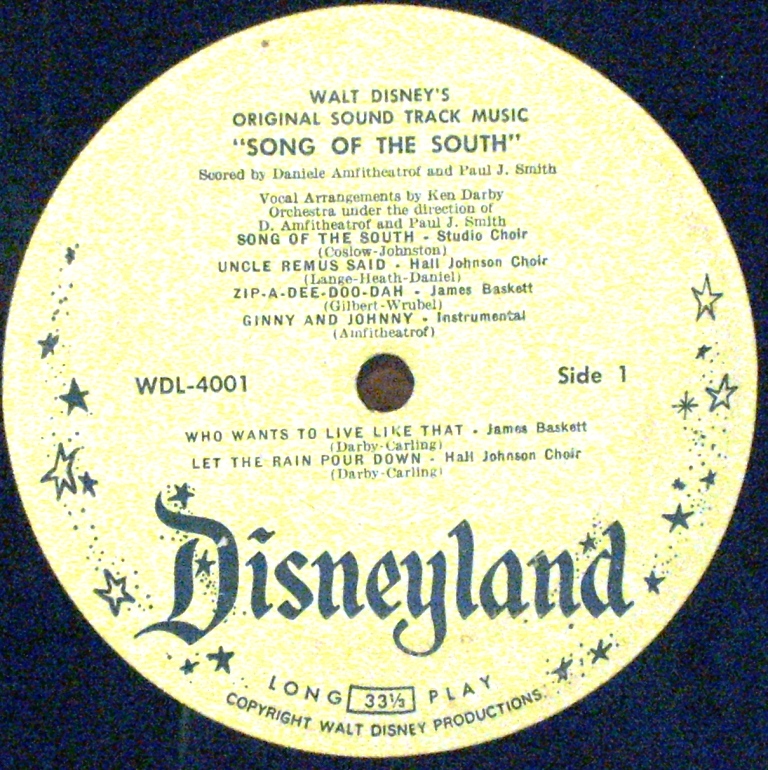 WALT DISNEY'S
ORIGINAL SOUND TRACK MUSIC
"SONG OF THE SOUTH"
Scored by Daniele Amfitheatrof and Paul J. Smith
Vocal Arrangements by Ken Darby
Orchestra under the direction of
D. Amfitheatrof and Paul J. Smith
SONG OF THE SOUTH - Studio Choir
(Coslow-Johnston)
UNCLE REMUS SAID - Hall Johnson Choir
(Lange-Heath-Daniel)
ZIP-A-DEE-DOO-DAH - James Baskett
(Gilbert-Wrubel)
GINNY AND JOHNNY - Instrumental
(Amfitheatrof)
WDL-4001 Side 1
WHO WANTS TO LIVE LIKE THAT - James Baskett
(Darby-Carling)
LET THE RAIN POUR DOWN - Hall Johnson Choir
(Darby-Carling)
Disneyland
LONG 33⅓ PLAY
COPYRIGHT WALT DISNEY PRODUCTIONS.